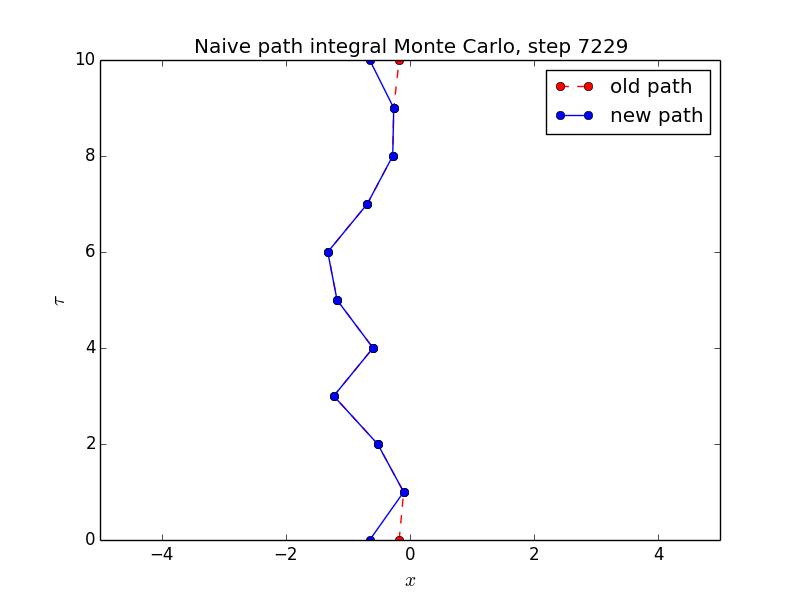 Naive path integral Monte Carlo, step 7229
old path
new path
10
8
6
4
2
0
τ
−4 −2 0 2 4
x